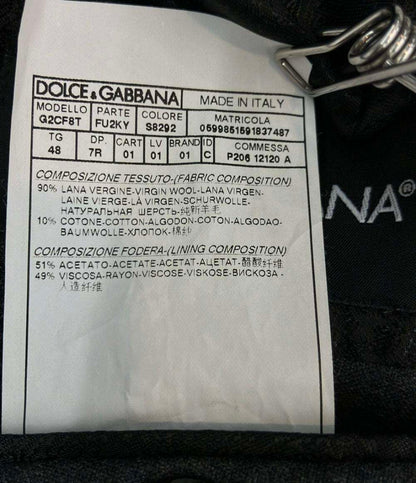 DOLCE&GABBANA MADE IN ITALY
MODELLO PARTE COLORE MATRICOLA
G2CF8T FU2KY S8292 0599851591837487
TG DP. CART LV BRAND ID COMMESSA
48 7R 01 01 01 C P206 12120 A
COMPOSIZIONE TESSUTO-(FABRIC COMPOSITION)
90% LANA VERGINE-VIRGIN WOOL-LANA VIRGEN-
LAINE VIERGE-LÃ VIRGEN-SCHURWOLLE-
НАТУРАЛЬНАЯ ШЕРСТЬ-纯新羊毛
10% COTONE-COTTON-ALGODON-COTON-ALGODAO-
BAUMWOLLE-ХЛОПОК-棉纱
COMPOSIZIONE FODERA-(LINING COMPOSITION)
51% ACETATO-ACETATE-ACETAT-АЦЕТАТ-醋酸纤维
49% VISCOSA-RAYON-VISCOSE-VISKOSE-ВИСКОЗА-
人造纤维
NA®